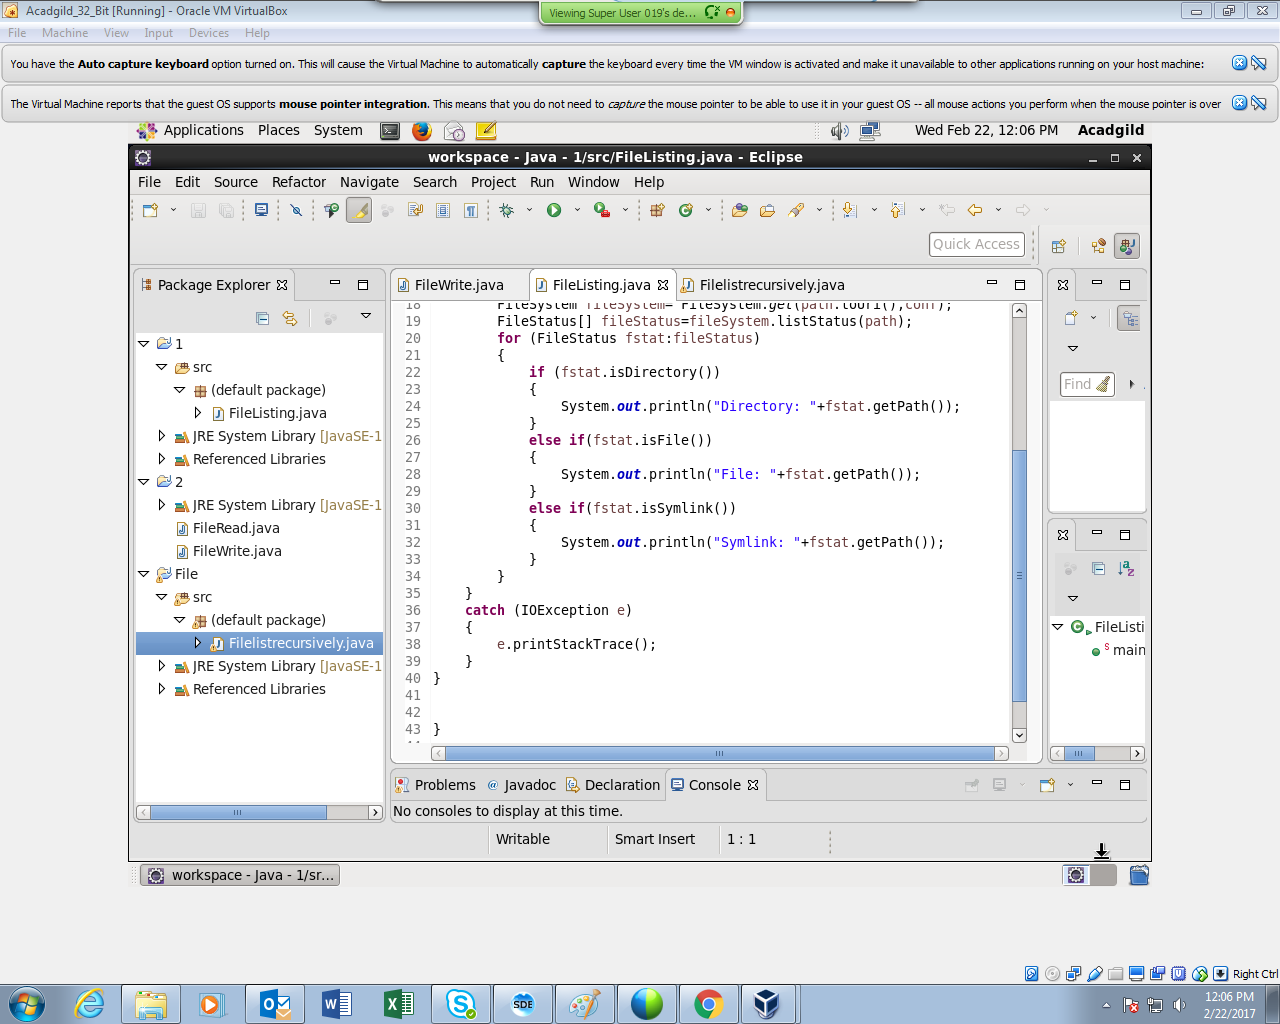 Acadgild_32_Bit [Running] - Oracle VM VirtualBox
Viewing Super User 019's de...
File Machine View Input Devices Help
You have the Auto capture keyboard option turned on. This will cause the Virtual Machine to automatically capture the keyboard every time the VM window is activated and make it unavailable to other applications running on your host machine:
The Virtual Machine reports that the guest OS supports mouse pointer integration. This means that you do not need to capture the mouse pointer to be able to use it in your guest OS -- all mouse actions you perform when the mouse pointer is over
Applications Places System Wed Feb 22, 12:06 PM Acadgild
workspace - Java - 1/src/FileListing.java - Eclipse
File Edit Source Refactor Navigate Search Project Run Window Help
Quick Access
Package Explorer
1
src
(default package)
FileListing.java
JRE System Library [JavaSE-1
Referenced Libraries
2
JRE System Library [JavaSE-1
FileRead.java
FileWrite.java
File
src
(default package)
Filelistrecursively.java
JRE System Library [JavaSE-1
Referenced Libraries
FileWrite.java FileListing.java Filelistrecursively.java
18 FileSystem fileSystem= FileSystem.get(path.toUri(),conf);
19 FileStatus[] fileStatus=fileSystem.listStatus(path);
20 for (FileStatus fstat:fileStatus)
21 {
22 if (fstat.isDirectory())
23 {
24 System.out.println("Directory: "+fstat.getPath());
25 }
26 else if(fstat.isFile())
27 {
28 System.out.println("File: "+fstat.getPath());
29 }
30 else if(fstat.isSymlink())
31 {
32 System.out.println("Symlink: "+fstat.getPath());
33 }
34 }
35 }
36 catch (IOException e)
37 {
38 e.printStackTrace();
39 }
40 }
41
42
43 }
Find
FileListi
main
Problems Javadoc Declaration Console
No consoles to display at this time.
Writable Smart Insert 1 : 1
workspace - Java - 1/sr...
Right Ctrl
SDE
12:06 PM
2/22/2017